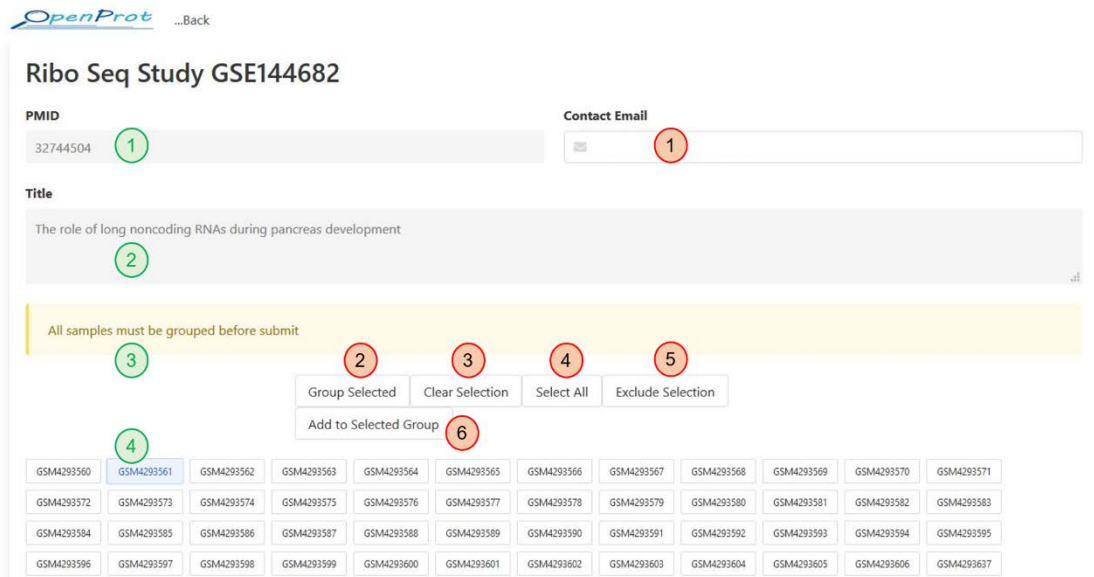 OpenProt ...Back
Ribo Seq Study GSE144682
PMID Contact Email
32744504 1 1
Title
The role of long noncoding RNAs during pancreas development
2
All samples must be grouped before submit
3 2 3 4 5
Group Selected Clear Selection Select All Exclude Selection
Add to Selected Group 6
4
GSM4293560 GSM4293561 GSM4293562 GSM4293563 GSM4293564 GSM4293565 GSM4293566 GSM4293567 GSM4293568 GSM4293569 GSM4293570 GSM4293571
GSM4293572 GSM4293573 GSM4293574 GSM4293575 GSM4293576 GSM4293577 GSM4293578 GSM4293579 GSM4293580 GSM4293581 GSM4293582 GSM4293583
GSM4293584 GSM4293585 GSM4293586 GSM4293587 GSM4293588 GSM4293589 GSM4293590 GSM4293591 GSM4293592 GSM4293593 GSM4293594 GSM4293595
GSM4293596 GSM4293597 GSM4293598 GSM4293599 GSM4293600 GSM4293601 GSM4293602 GSM4293603 GSM4293604 GSM4293605 GSM4293606 GSM4293637